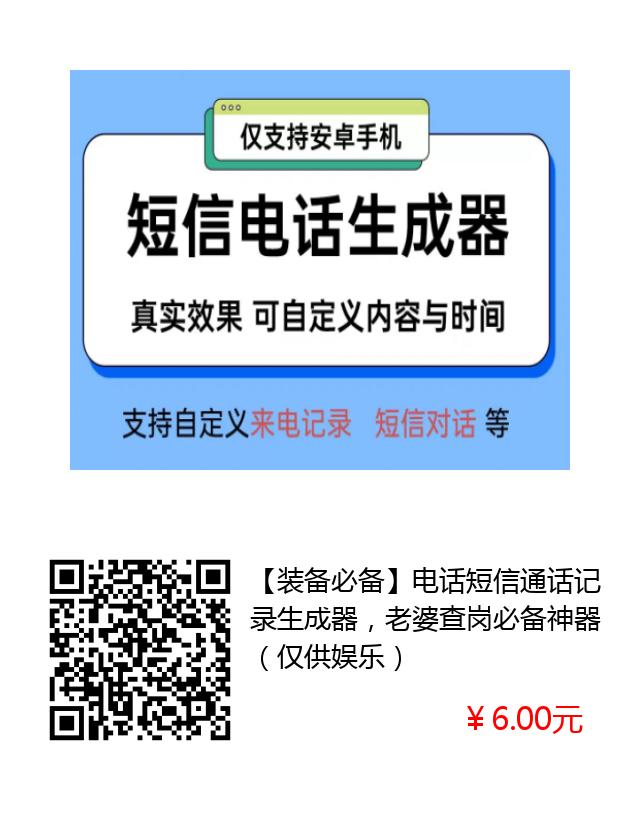 仅支持安卓手机
短信电话生成器
真实效果 可自定义内容与时间
支持自定义来电记录 短信对话 等
【装备必备】电话短信通话记
录生成器，老婆查岗必备神器
（仅供娱乐）
￥6.00元